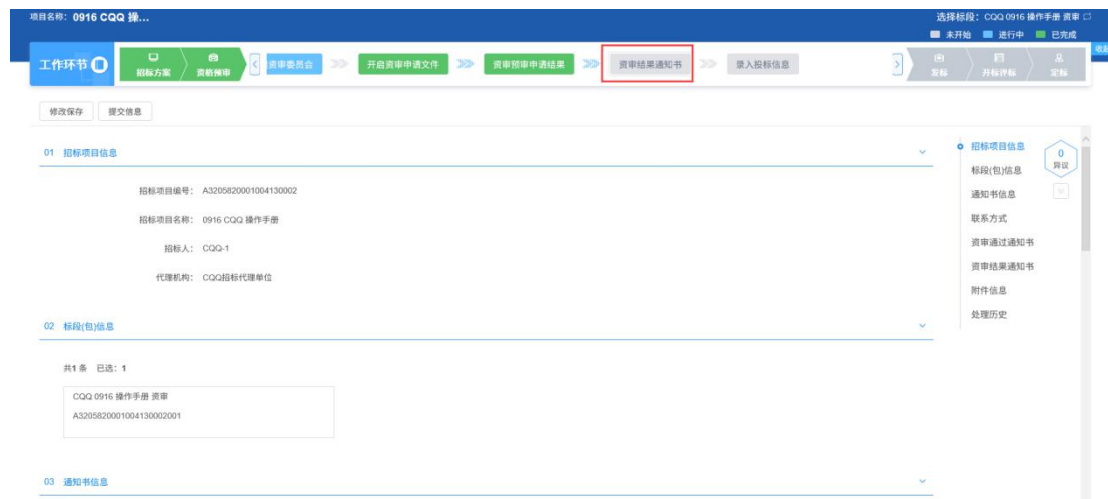 项目名称: 0916 CQQ 操...
选择标段: CQQ 0916 操作手册 资审
未开始 进行中 已完成
工作环节
招标方案
资格预审
资审委员会
开启资审申请文件
资审预审申请结果
资审结果通知书
录入投标信息
发标
开标评标
定标
修改保存
提交信息
01 招标项目信息
招标项目编号: A3205820001004130002
招标项目名称: 0916 CQQ 操作手册
招标人: CQQ-1
代理机构: CQQ招标代理单位
02 标段(包)信息
共1 条 已选: 1
CQQ 0916 操作手册 资审
A3205820001004130002001
03 通知书信息
招标项目信息
标段(包)信息
通知书信息
联系方式
资审通过通知书
资审结果通知书
附件信息
处理历史
0
异议